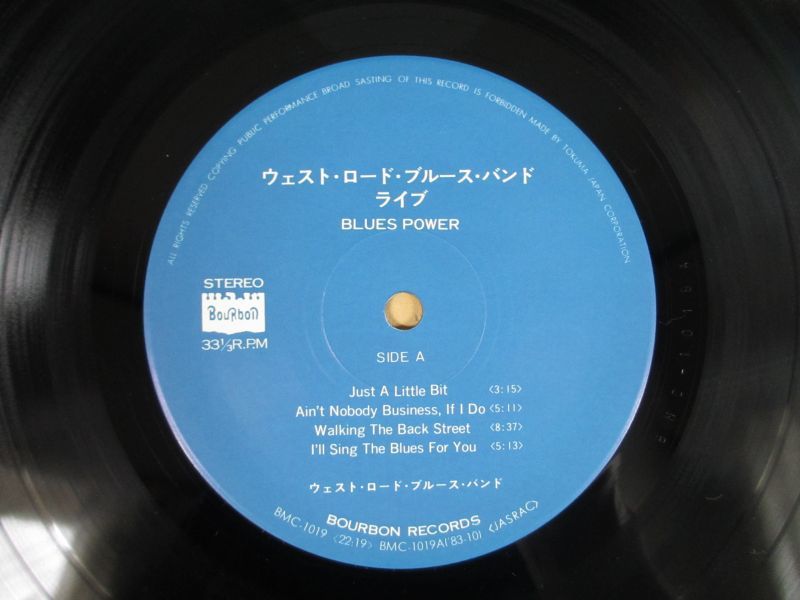 ALL RIGHTS RESERVED COPYING PUBLIC PERFORMANCE BROAD SASTING OF THIS RECORD IS FORBIDDEN MADE BY TOKUMA JAPAN CORPORATION
ウェスト・ロード・ブルース・バンド
ライブ
BLUES POWER
STEREO
BOURBON
33⅓R.P.M
SIDE A
Just A Little Bit <3:15>
Ain't Nobody Business, If I Do <5:11>
Walking The Back Street <8:37>
I'll Sing The Blues For You <5:13>
ウェスト・ロード・ブルース・バンド
BOURBON RECORDS
BMC-1019 <22:19> BMC-1019A('83-10) <JASRAC>